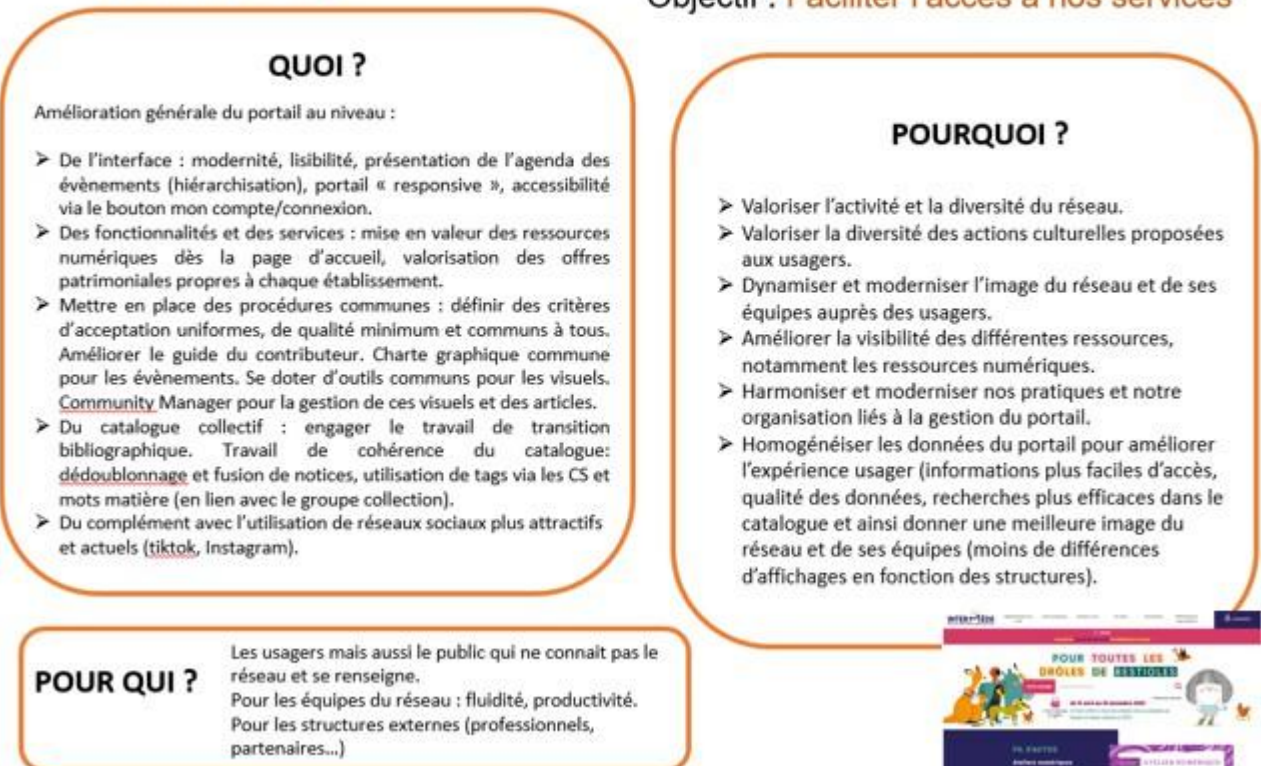 Objectif : Faciliter l'accès à nos services
QUOI ?
Amélioration générale du portail au niveau :
➢ De l'interface : modernité, lisibilité, présentation de l'agenda des
évènements (hiérarchisation), portail « responsive », accessibilité
via le bouton mon compte/connexion.
➢ Des fonctionnalités et des services : mise en valeur des ressources
numériques dès la page d'accueil, valorisation des offres
patrimoniales propres à chaque établissement.
➢ Mettre en place des procédures communes : définir des critères
d'acceptation uniformes, de qualité minimum et communs à tous.
Améliorer le guide du contributeur. Charte graphique commune
pour les évènements. Se doter d'outils communs pour les visuels.
Community Manager pour la gestion de ces visuels et des articles.
➢ Du catalogue collectif : engager le travail de transition
bibliographique. Travail de cohérence du catalogue:
dédoublonnage et fusion de notices, utilisation de tags via les CS et
mots matière (en lien avec le groupe collection).
➢ Du complément avec l'utilisation de réseaux sociaux plus attractifs
et actuels (tiktok, Instagram).
POURQUOI ?
➢ Valoriser l'activité et la diversité du réseau.
➢ Valoriser la diversité des actions culturelles proposées
aux usagers.
➢ Dynamiser et moderniser l'image du réseau et de ses
équipes auprès des usagers.
➢ Améliorer la visibilité des différentes ressources,
notamment les ressources numériques.
➢ Harmoniser et moderniser nos pratiques et notre
organisation liés à la gestion du portail.
➢ Homogénéiser les données du portail pour améliorer
l'expérience usager (informations plus faciles d'accès,
qualité des données, recherches plus efficaces dans le
catalogue et ainsi donner une meilleure image du
réseau et de ses équipes (moins de différences
d'affichages en fonction des structures).
POUR QUI ?
Les usagers mais aussi le public qui ne connait pas le
réseau et se renseigne.
Pour les équipes du réseau : fluidité, productivité.
Pour les structures externes (professionnels,
partenaires…)
POUR TOUTES LES
DRÔLES DE BESTIOLES
ATELIER NUMÉRIQUE